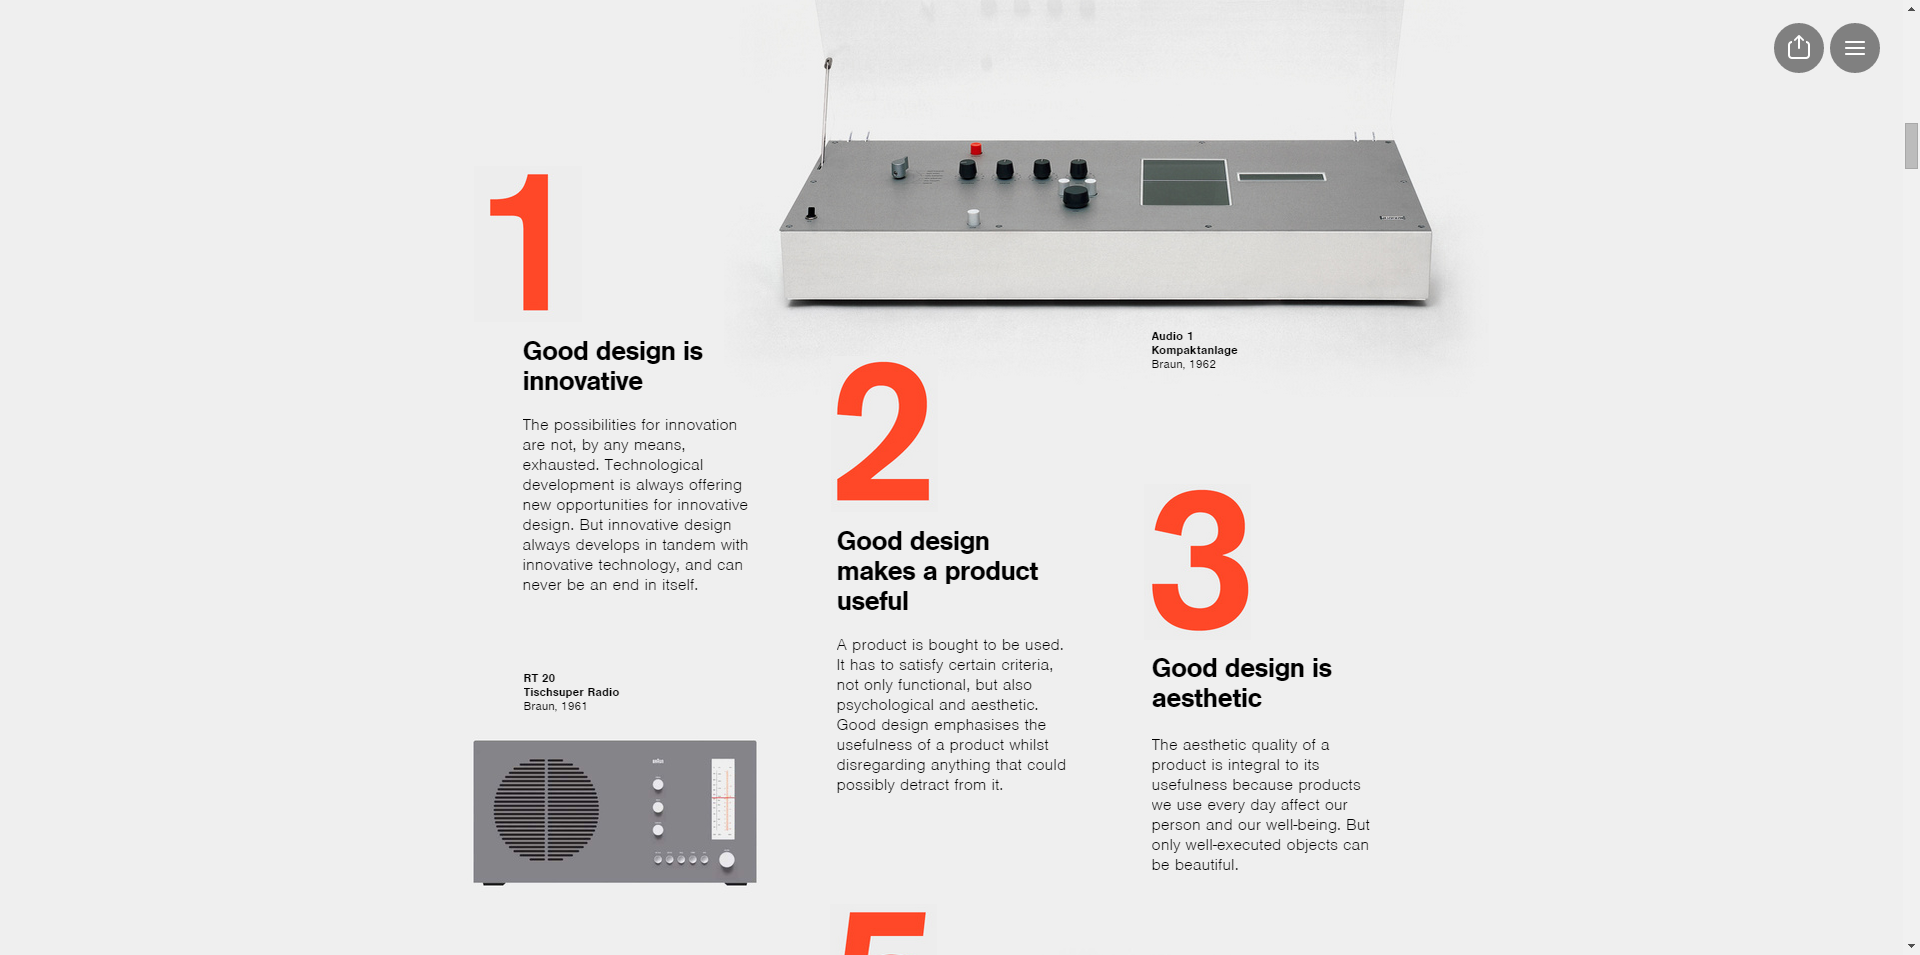 1
Good design is
innovative
The possibilities for innovation
are not, by any means,
exhausted. Technological
development is always offering
new opportunities for innovative
design. But innovative design
always develops in tandem with
innovative technology, and can
never be an end in itself.
RT 20
Tischsuper Radio
Braun, 1961
2
Good design
makes a product
useful
A product is bought to be used.
It has to satisfy certain criteria,
not only functional, but also
psychological and aesthetic.
Good design emphasises the
usefulness of a product whilst
disregarding anything that could
possibly detract from it.
Audio 1
Kompaktanlage
Braun, 1962
3
Good design is
aesthetic
The aesthetic quality of a
product is integral to its
usefulness because products
we use every day affect our
person and our well-being. But
only well-executed objects can
be beautiful.
5